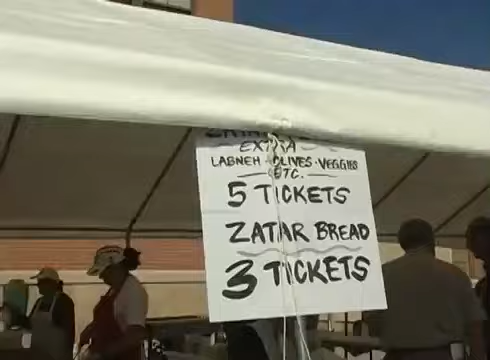 EXTRA
LABNEH · OLIVES · VEGGIES
ETC.
5 TICKETS
ZATAR BREAD
3 TICKETS